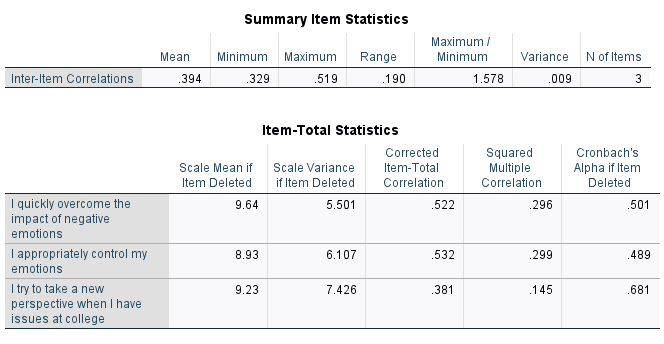 Summary Item Statistics
Mean Minimum Maximum Range Maximum / Minimum Variance N of Items
Inter-Item Correlations .394 .329 .519 .190 1.578 .009 3
Item-Total Statistics
Scale Mean if Item Deleted Scale Variance if Item Deleted Corrected Item-Total Correlation Squared Multiple Correlation Cronbach's Alpha if Item Deleted
I quickly overcome the impact of negative emotions 9.64 5.501 .522 .296 .501
I appropriately control my emotions 8.93 6.107 .532 .299 .489
I try to take a new perspective when I have issues at college 9.23 7.426 .381 .145 .681